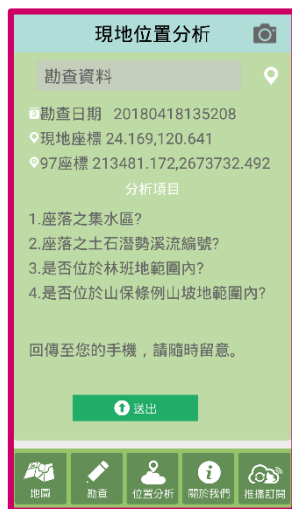 現地位置分析
勘查資料
勘查日期 20180418135208
現地座標 24.169,120.641
97座標 213481.172,2673732.492
分析項目
1.座落之集水區?
2.座落之土石潛勢溪流編號?
3.是否位於林班地範圍內?
4.是否位於山保條例山坡地範圍內?
回傳至您的手機，請隨時留意。
送出
地圖 勘查 位置分析 關於我們 推播訂閱